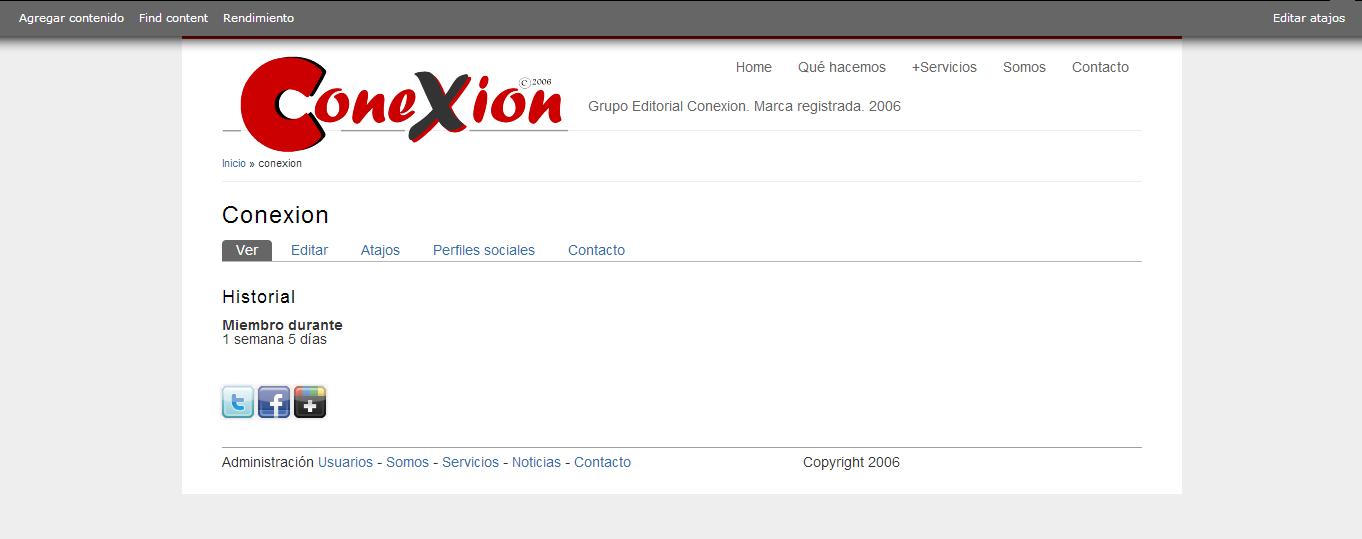 Agregar contenido Find content Rendimiento Editar atajos
Home Qué hacemos +Servicios Somos Contacto
ConeXion © 2006
Grupo Editorial Conexion. Marca registrada. 2006
Inicio » conexion
Conexion
Ver Editar Atajos Perfiles sociales Contacto
Historial
Miembro durante
1 semana 5 días
Administración Usuarios - Somos - Servicios - Noticias - Contacto Copyright 2006